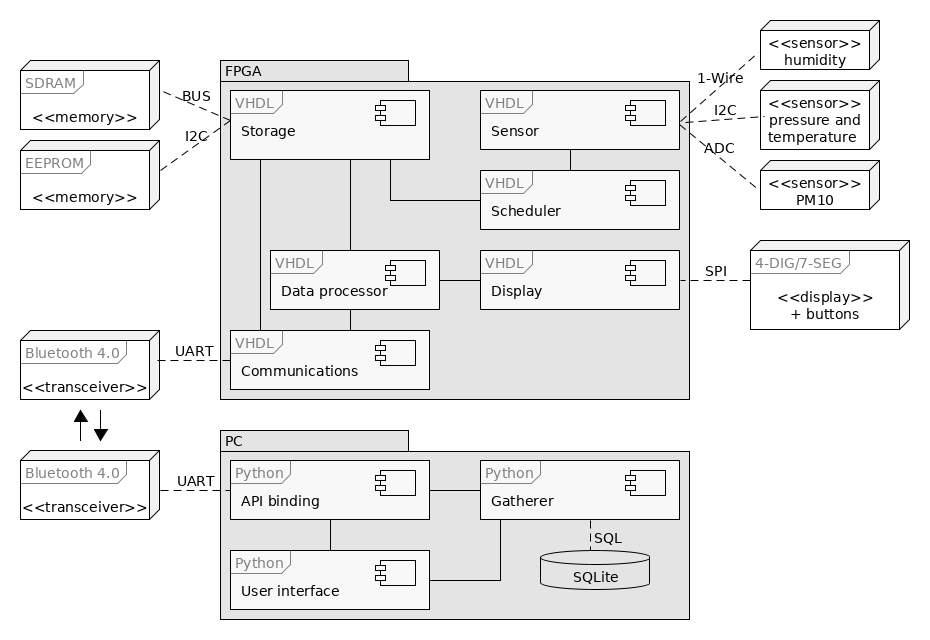 SDRAM
<<memory>>
EEPROM
<<memory>>
BUS
I2C
FPGA
VHDL
Storage
VHDL
Sensor
VHDL
Scheduler
VHDL
Data processor
VHDL
Display
VHDL
Communications
1-Wire
I2C
ADC
<<sensor>>
humidity
<<sensor>>
pressure and
temperature
<<sensor>>
PM10
SPI
4-DIG/7-SEG
<<display>>
+ buttons
Bluetooth 4.0
<<transceiver>>
UART
Bluetooth 4.0
<<transceiver>>
UART
PC
Python
API binding
Python
Gatherer
Python
User interface
SQL
SQLite